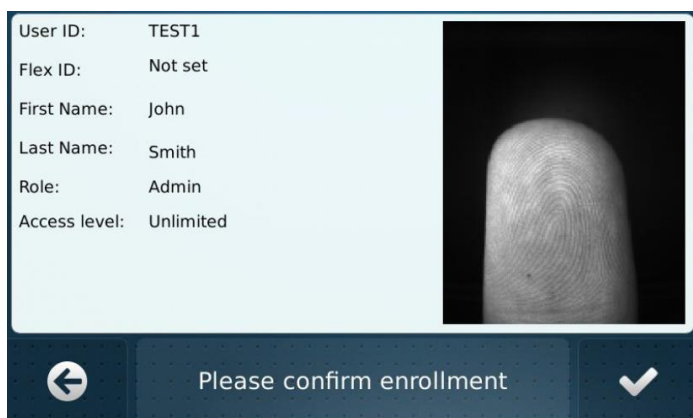 User ID: TEST1
Flex ID: Not set
First Name: John
Last Name: Smith
Role: Admin
Access level: Unlimited
Please confirm enrollment